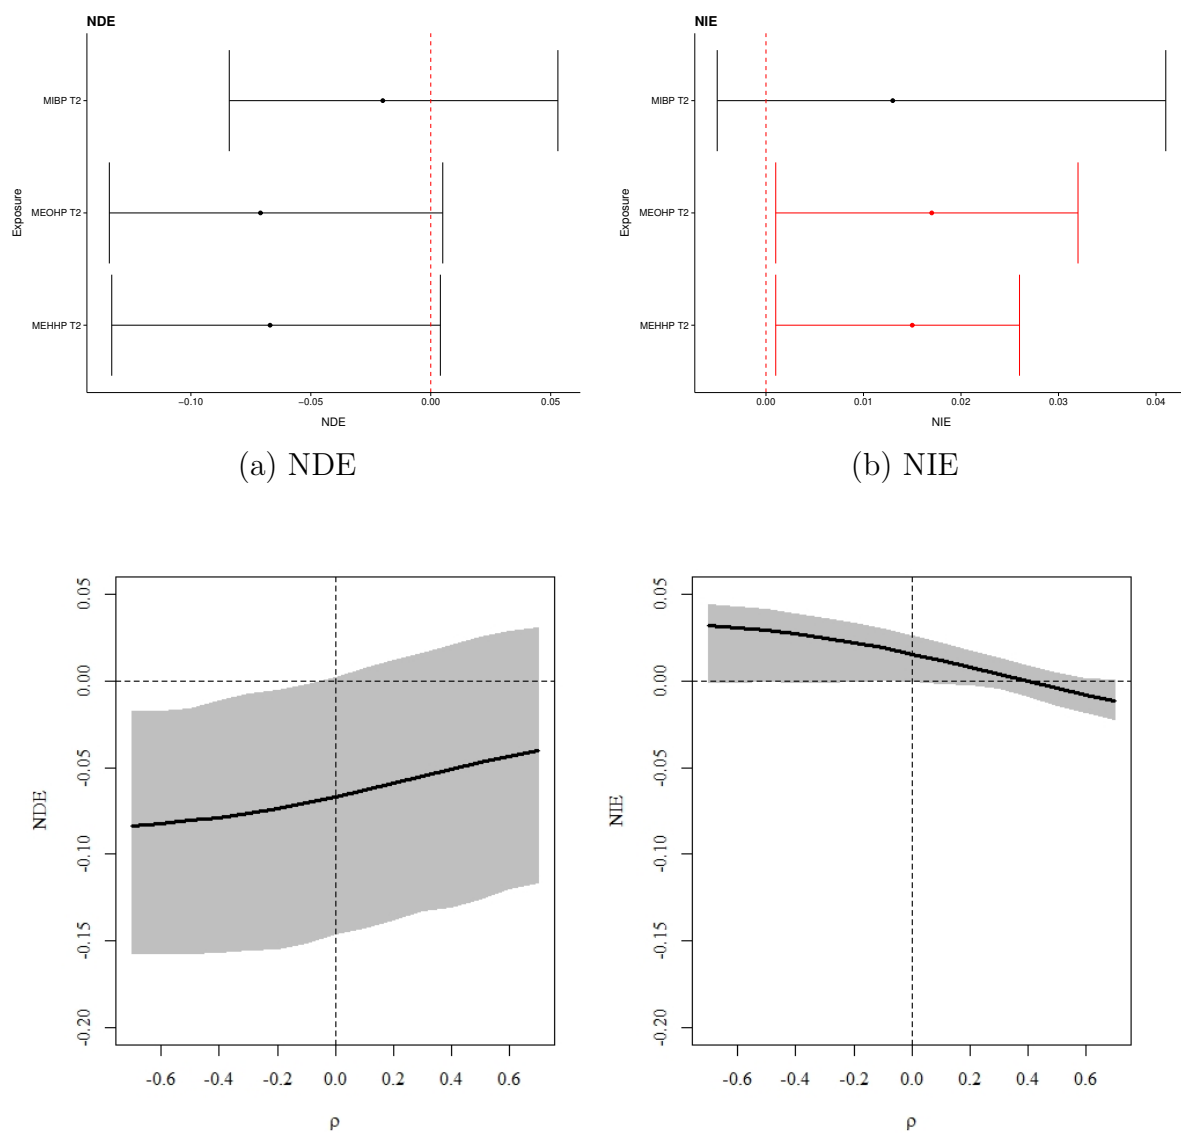 NDE
MIBP T2
MEOHP T2
MEHHP T2
Exposure
−0.10 −0.05 0.00 0.05
NDE
(a) NDE
NIE
MIBP T2
MEOHP T2
MEHHP T2
Exposure
0.00 0.01 0.02 0.03 0.04
NIE
(b) NIE
0.05
0.00
-0.05
-0.10
-0.15
-0.20
NDE
-0.6 -0.4 -0.2 0.0 0.2 0.4 0.6
ρ
0.05
0.00
-0.05
-0.10
-0.15
-0.20
NIE
-0.6 -0.4 -0.2 0.0 0.2 0.4 0.6
ρ